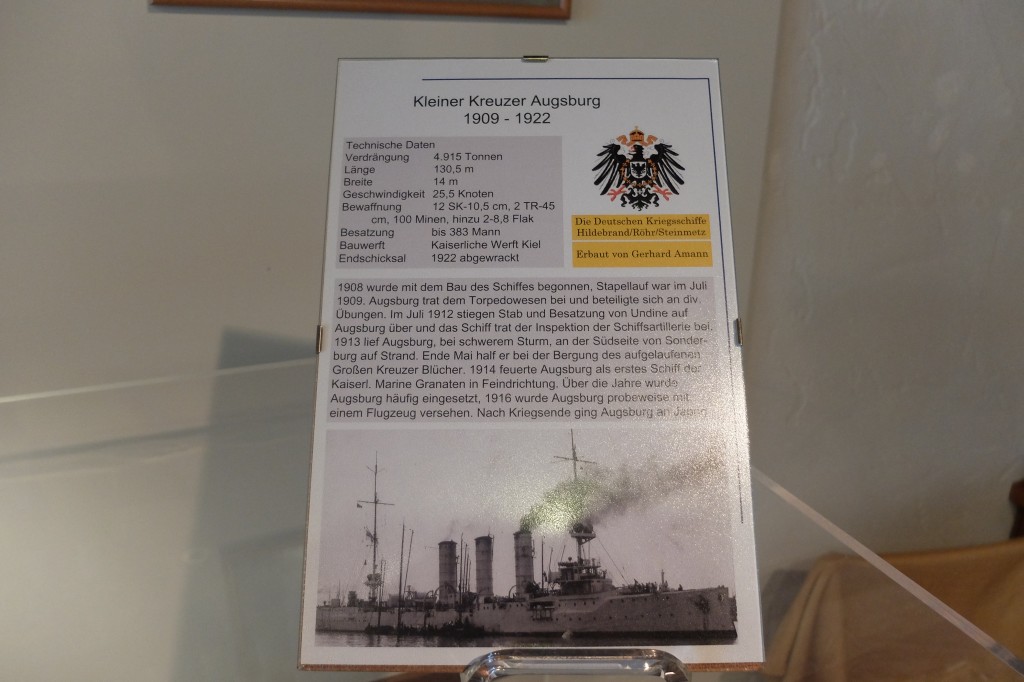 Kleiner Kreuzer Augsburg
1909 - 1922
Technische Daten
Verdrängung 4.915 Tonnen
Länge 130,5 m
Breite 14 m
Geschwindigkeit 25,5 Knoten
Bewaffnung 12 SK-10,5 cm, 2 TR-45
cm, 100 Minen, hinzu 2-8,8 Flak
Besatzung bis 383 Mann
Bauwerft Kaiserliche Werft Kiel
Endschicksal 1922 abgewrackt
Die Deutschen Kriegsschiffe
Hildebrand/Röhr/Steinmetz
Erbaut von Gerhard Amann
1908 wurde mit dem Bau des Schiffes begonnen, Stapellauf war im Juli
1909. Augsburg trat dem Torpedowesen bei und beteiligte sich an div.
Übungen. Im Juli 1912 stiegen Stab und Besatzung von Undine auf
Augsburg über und das Schiff trat der Inspektion der Schiffsartillerie bei.
1913 lief Augsburg, bei schwerem Sturm, an der Südseite von Sonder-
burg auf Strand. Ende Mai half er bei der Bergung des aufgelaufenen
Großen Kreuzer Blücher. 1914 feuerte Augsburg als erstes Schiff der
Kaiserl. Marine Granaten in Feindrichtung. Über die Jahre wurde
Augsburg häufig eingesetzt, 1916 wurde Augsburg probeweise mit
einem Flugzeug versehen. Nach Kriegsende ging Augsburg an Japan